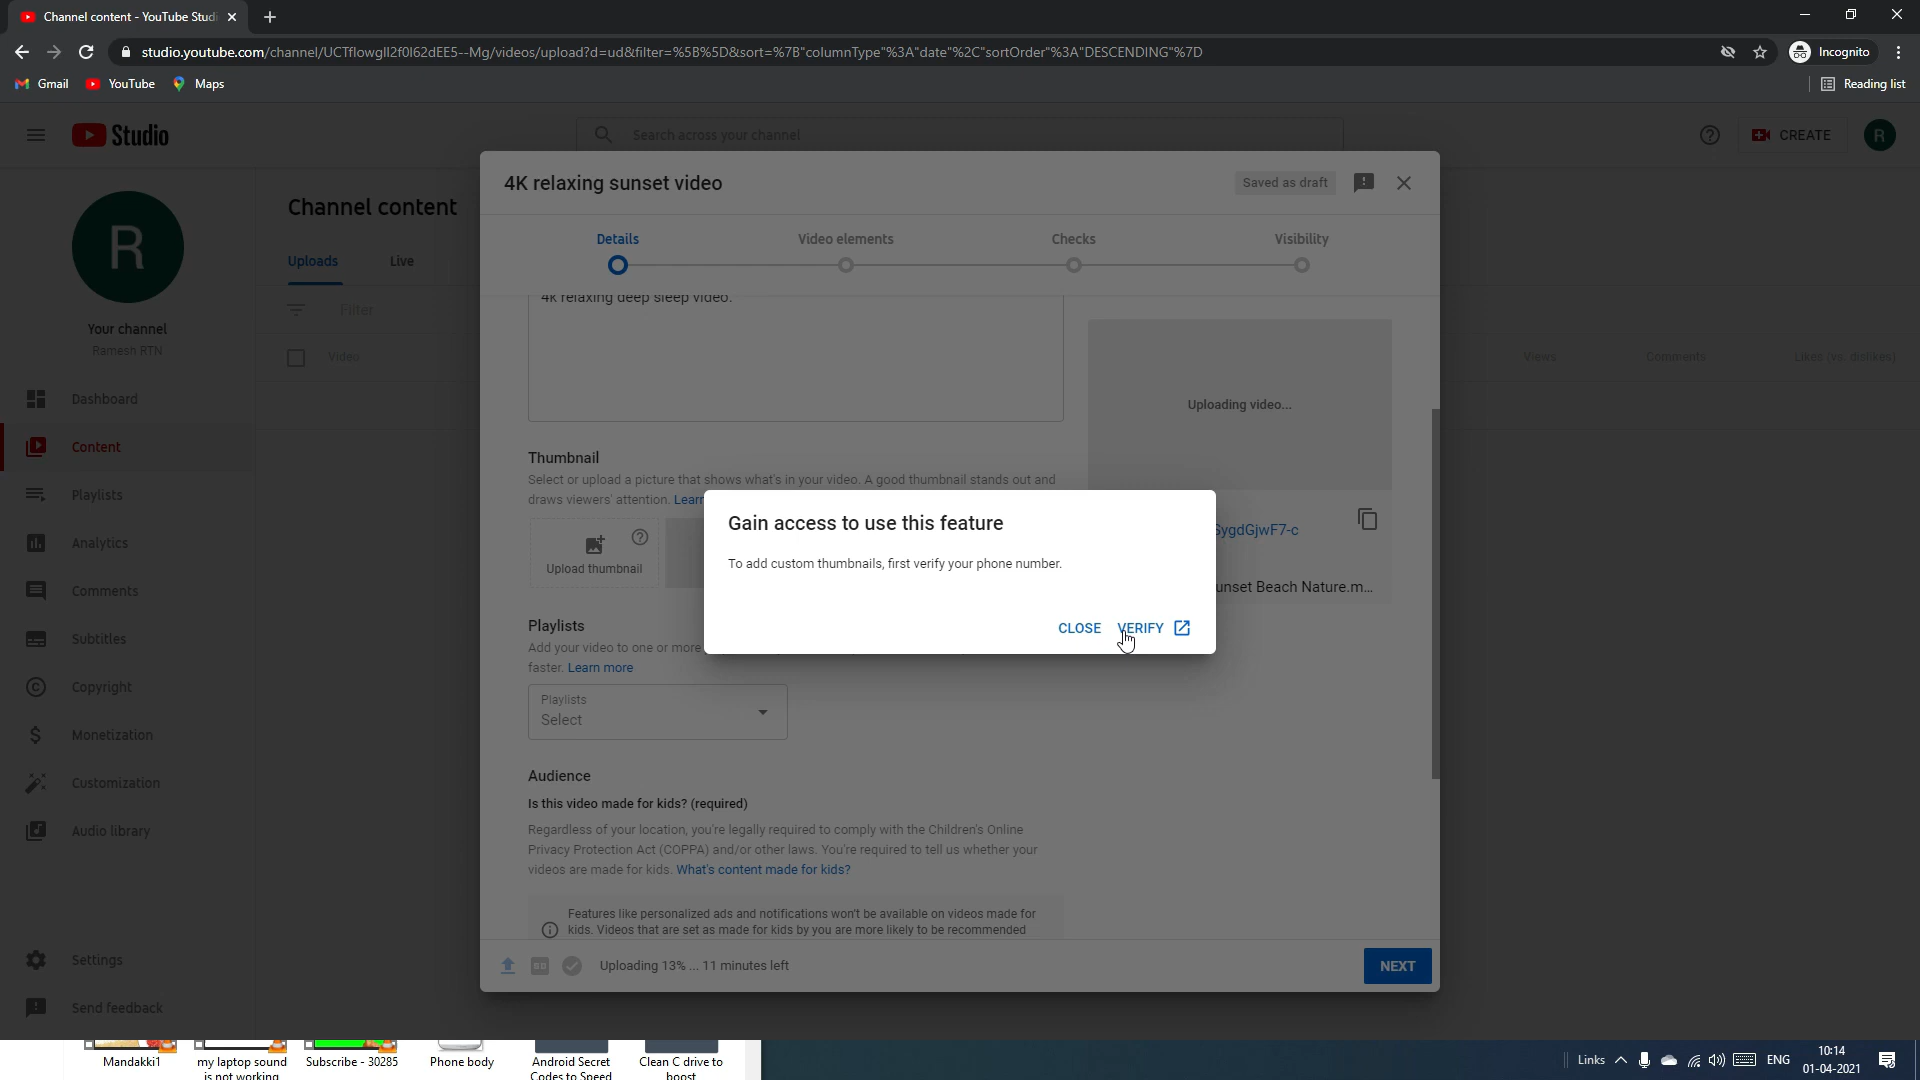 Channel content - YouTube Studi
studio.youtube.com/channel/UCTfIowgII2f0I62dEE5--Mg/videos/upload?d=ud&filter=%5B%5D&sort=%7B"columnType"%3A"date"%2C"sortOrder"%3A"DESCENDING"%7D
Incognito
Gmail
YouTube
Maps
Reading list
Studio
Search across your channel
CREATE
R
4K relaxing sunset video
Saved as draft
R
Channel content
Details
Video elements
Checks
Visibility
Uploads
Live
4k relaxing deep sleep video.
Filter
Your channel
Ramesh RTN
Video
Views
Comments
Likes (vs. dislikes)
Dashboard
Uploading video...
Content
Thumbnail
Select or upload a picture that shows what's in your video. A good thumbnail stands out and
draws viewers' attention. Learn
Playlists
Gain access to use this feature
SygdGjwF7-c
Analytics
Upload thumbnail
To add custom thumbnails, first verify your phone number.
Comments
unset Beach Nature.m...
Playlists
CLOSE
VERIFY
Subtitles
Add your video to one or more
faster. Learn more
Copyright
Playlists
Select
Monetization
Audience
Customization
Is this video made for kids? (required)
Audio library
Regardless of your location, you're legally required to comply with the Children's Online
Privacy Protection Act (COPPA) and/or other laws. You're required to tell us whether your
videos are made for kids. What's content made for kids?
Features like personalized ads and notifications won't be available on videos made for
kids. Videos that are set as made for kids by you are more likely to be recommended
Settings
Uploading 13% ... 11 minutes left
NEXT
Send feedback
Mandakki1
my laptop sound
is not working
Subscribe - 30285
Phone body
Android Secret
Codes to Speed
Clean C drive to
boost
Links
ENG
10:14
01-04-2021